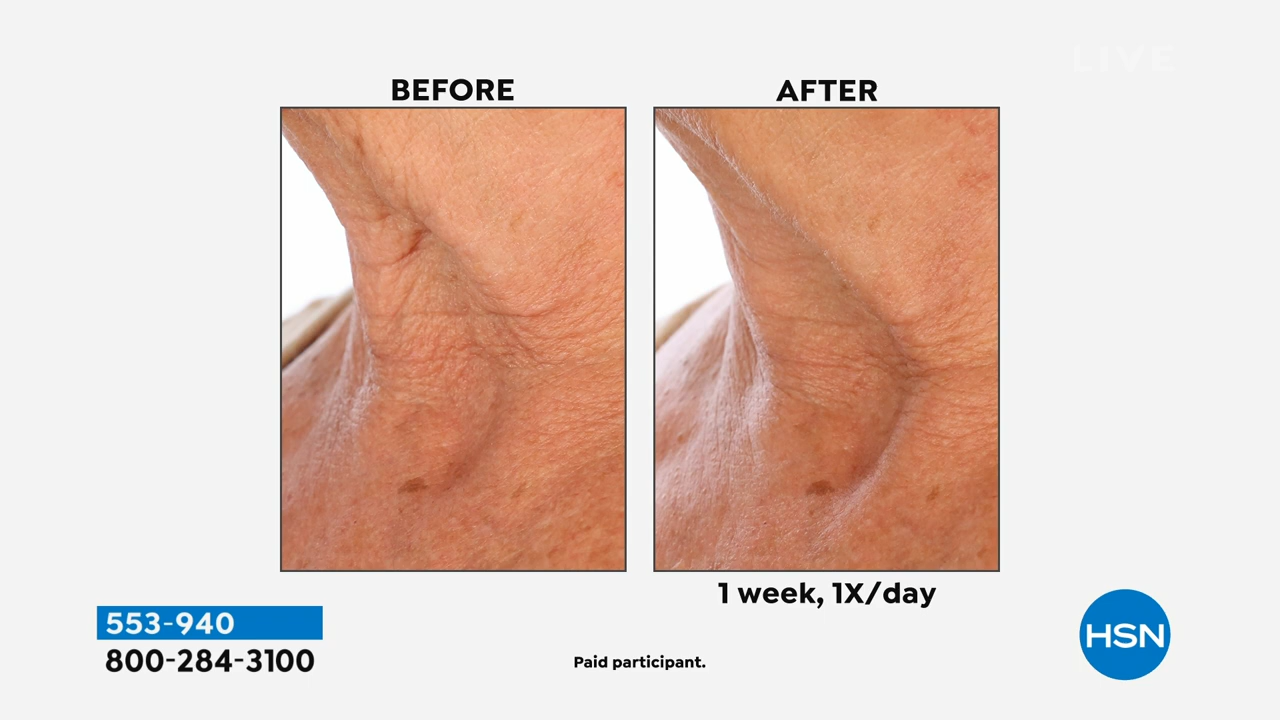 LIVE
BEFORE
AFTER
1 week, 1X/day
553-940
800-284-3100
Paid participant.
HSN